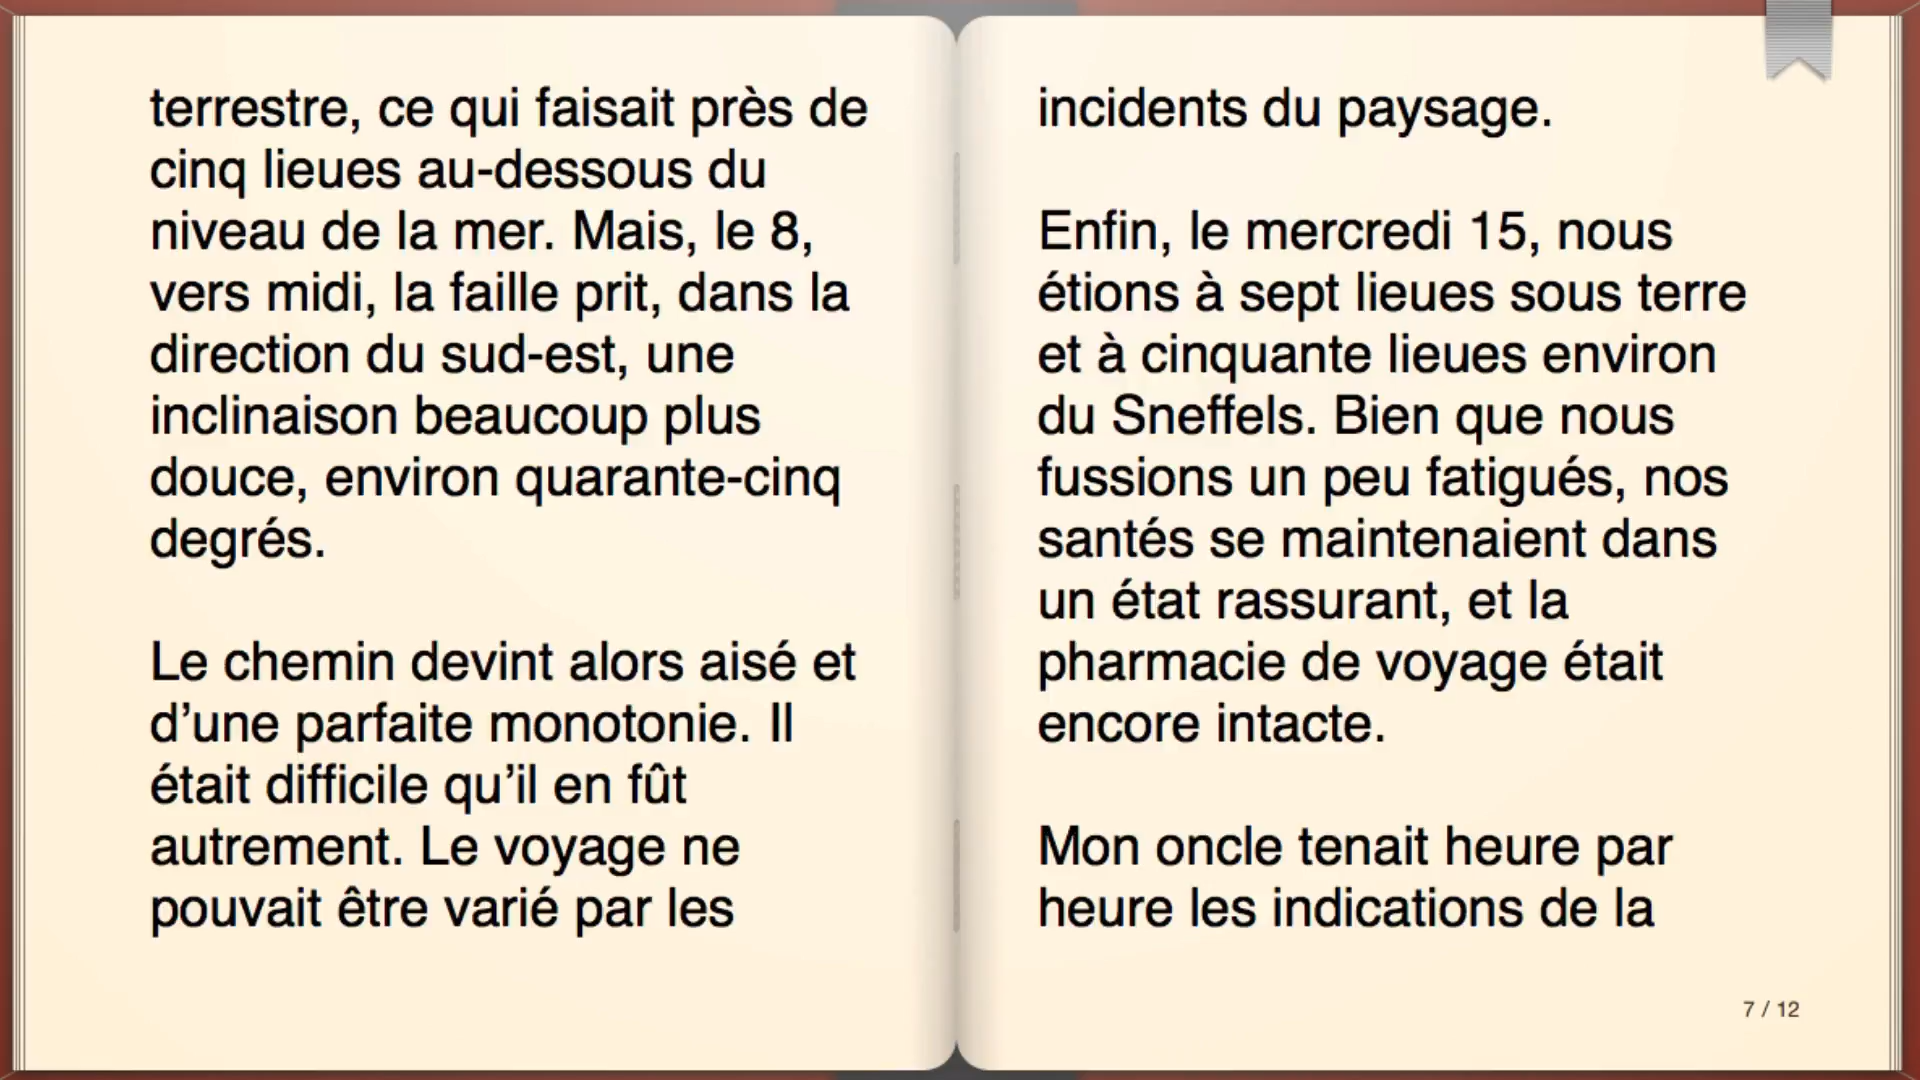 terrestre, ce qui faisait près de
cinq lieues au-dessous du
niveau de la mer. Mais, le 8,
vers midi, la faille prit, dans la
direction du sud-est, une
inclinaison beaucoup plus
douce, environ quarante-cinq
degrés.
Le chemin devint alors aisé et
d’une parfaite monotonie. Il
était difficile qu’il en fût
autrement. Le voyage ne
pouvait être varié par les
incidents du paysage.
Enfin, le mercredi 15, nous
étions à sept lieues sous terre
et à cinquante lieues environ
du Sneffels. Bien que nous
fussions un peu fatigués, nos
santés se maintenaient dans
un état rassurant, et la
pharmacie de voyage était
encore intacte.
Mon oncle tenait heure par
heure les indications de la
7 / 12